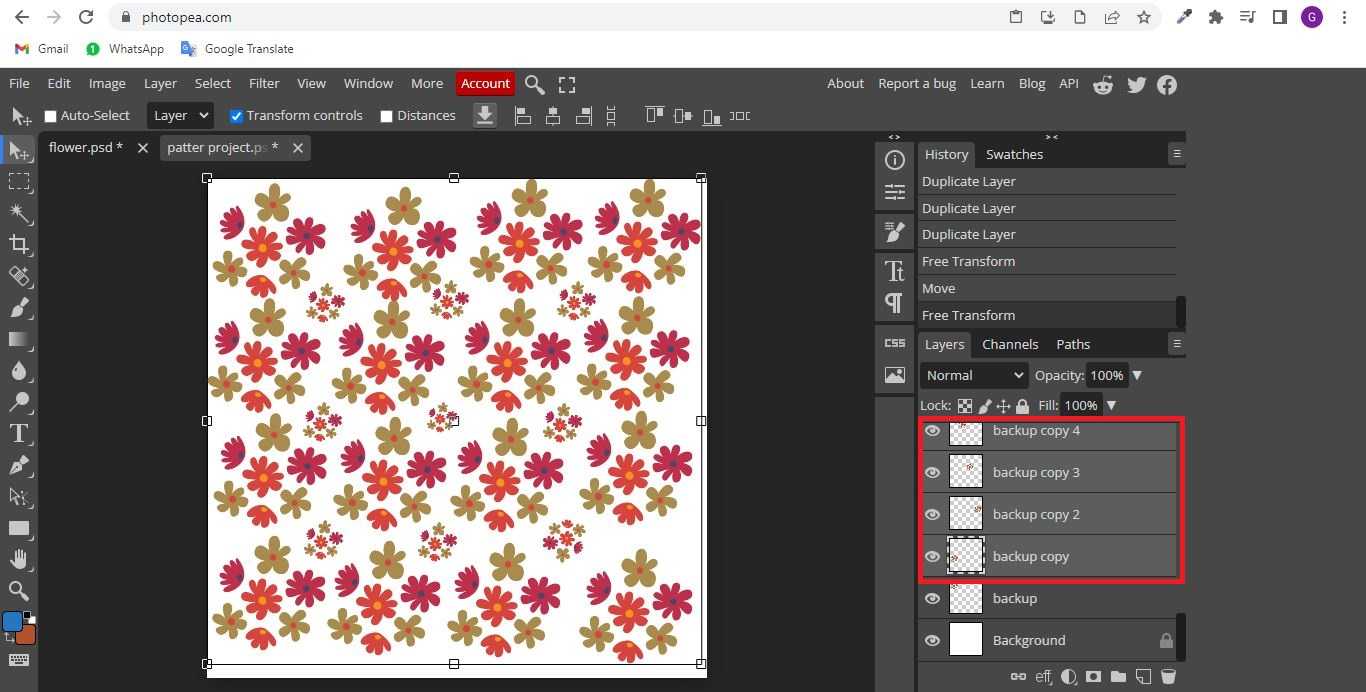 photopea.com
G
Gmail
1 WhatsApp
Google Translate
File Edit Image Layer Select Filter View Window More Account
About Report a bug Learn Blog API
Auto-Select Layer Transform controls Distances
flower.psd *
patter project.ps *
History Swatches
Duplicate Layer
Duplicate Layer
Duplicate Layer
Free Transform
Move
Free Transform
CSS
Layers Channels Paths
Normal Opacity: 100%
Lock: Fill: 100%
backup copy 4
backup copy 3
backup copy 2
backup copy
backup
Background
eff